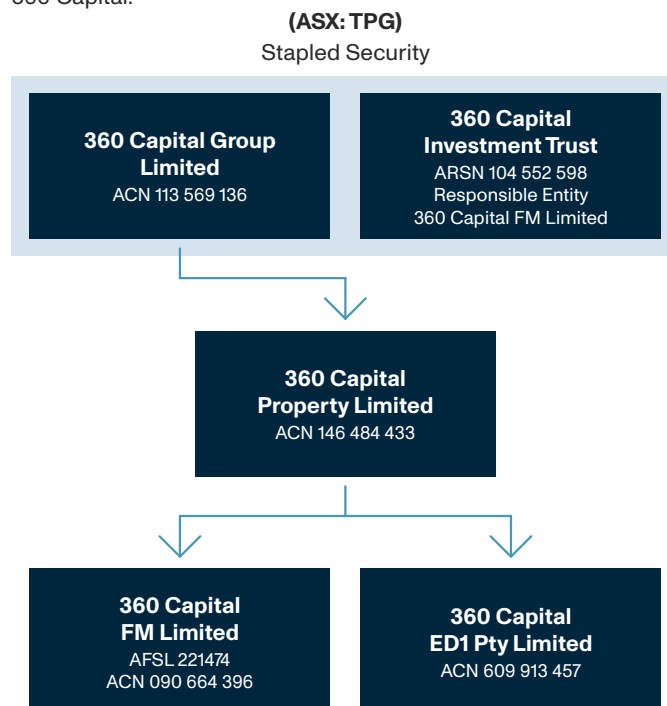 360 Capital.
(ASX: TPG)
Stapled Security
360 Capital Group
Limited
ACN 113 569 136
360 Capital
Investment Trust
ARSN 104 552 598
Responsible Entity
360 Capital FM Limited
360 Capital
Property Limited
ACN 146 484 433
360 Capital
FM Limited
AFSL 221474
ACN 090 664 396
360 Capital
ED1 Pty Limited
ACN 609 913 457